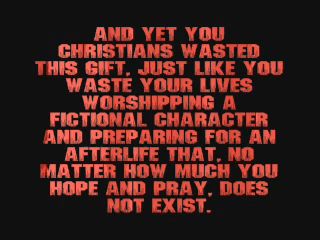 AND YET YOU
CHRISTIANS WASTED
THIS GIFT, JUST LIKE YOU
WASTE YOUR LIVES
WORSHIPPING A
FICTIONAL CHARACTER
AND PREPARING FOR AN
AFTERLIFE THAT, NO
MATTER HOW MUCH YOU
HOPE AND PRAY, DOES
NOT EXIST.